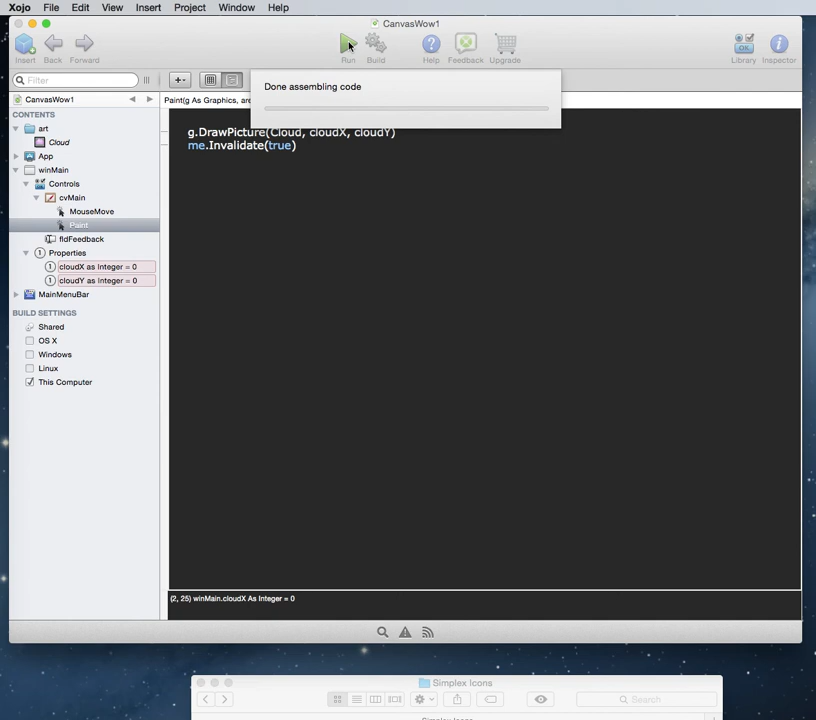 Xojo File Edit View Insert Project Window Help
CanvasWow1
Insert Back Forward Run Build Help Feedback Upgrade Library Inspector
Filter
CanvasWow1
Paint(g As Graphics, are
Done assembling code
CONTENTS
art
Cloud
App
winMain
Controls
cvMain
MouseMove
Paint
fldFeedback
Properties
cloudX as Integer = 0
cloudY as Integer = 0
MainMenuBar
BUILD SETTINGS
Shared
OS X
Windows
Linux
This Computer
g.DrawPicture(Cloud, cloudX, cloudY)
me.Invalidate(true)
(2, 25) winMain.cloudX As Integer = 0
Simplex Icons
Search
Simplex Icons